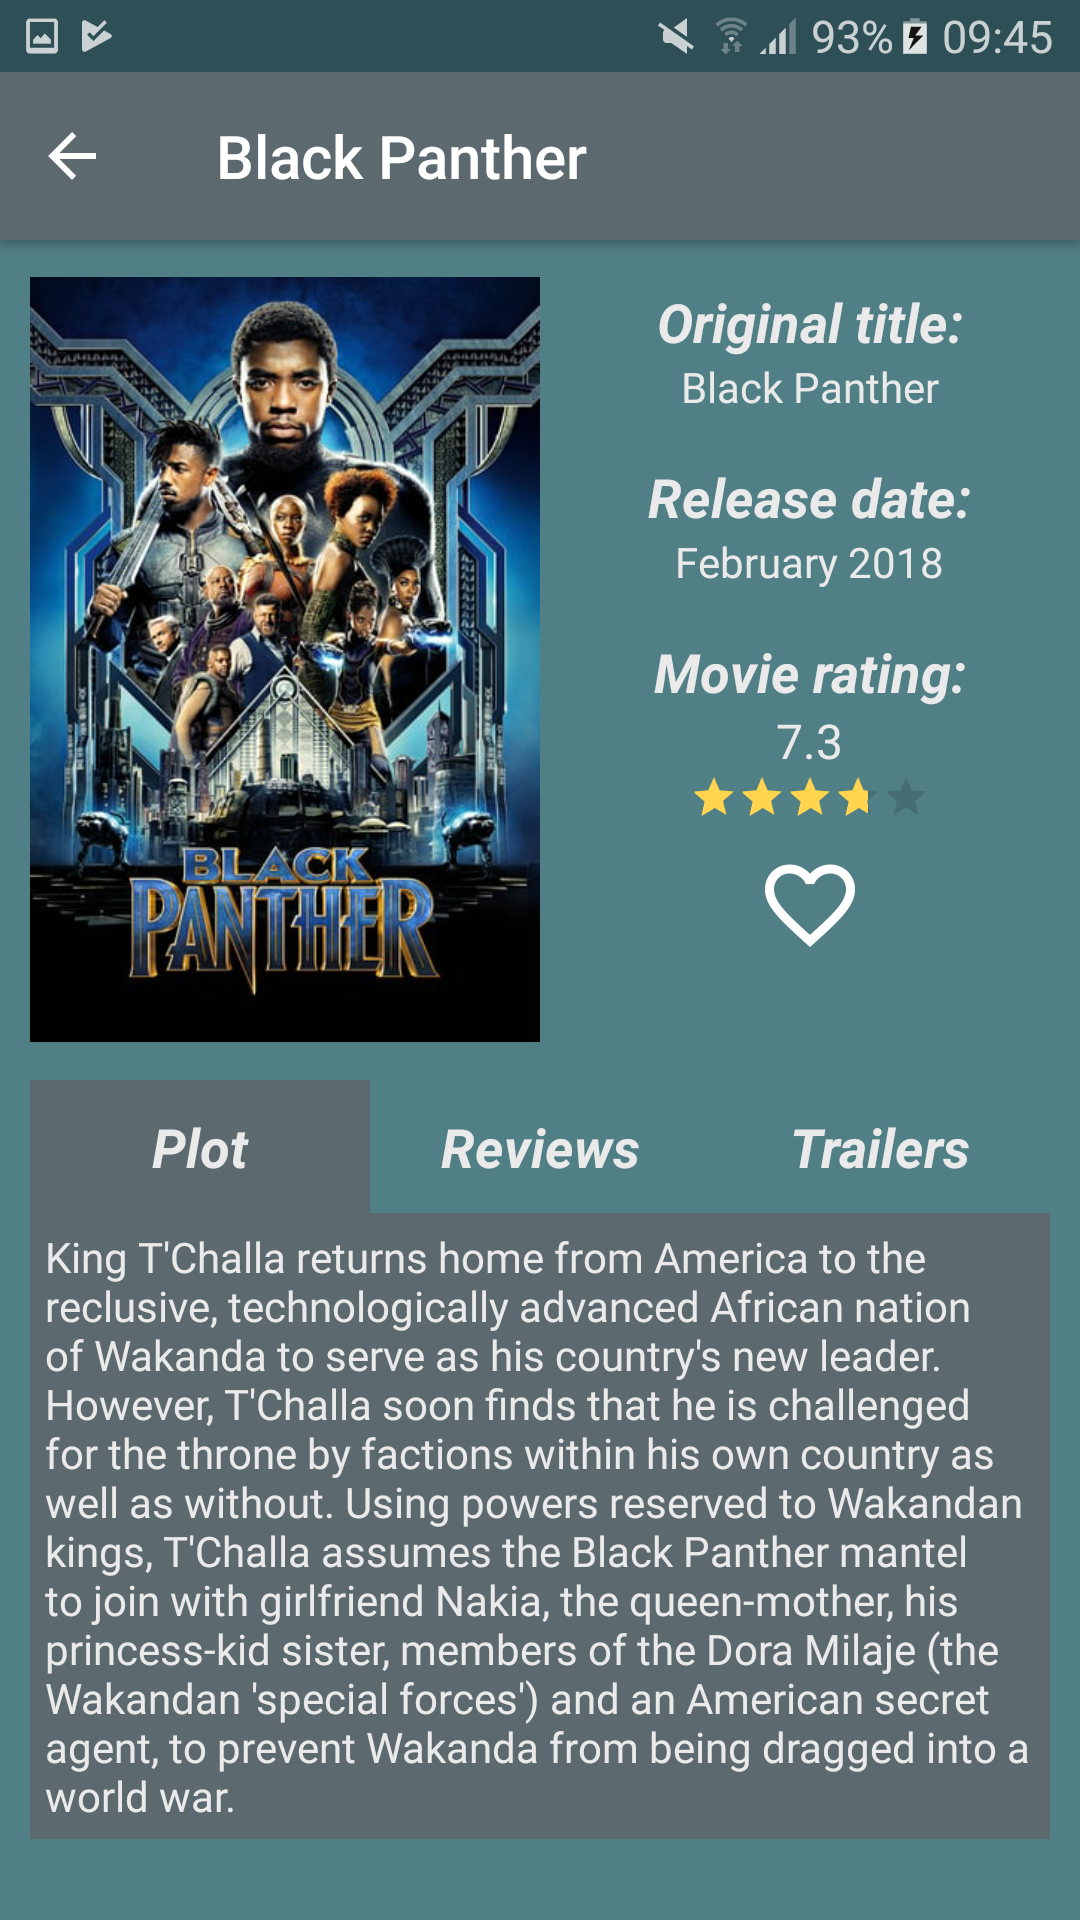 93% 09:45
Black Panther
Original title:
Black Panther
Release date:
February 2018
Movie rating:
7.3
BLACK
PANTHER
Plot Reviews Trailers
King T'Challa returns home from America to the
reclusive, technologically advanced African nation
of Wakanda to serve as his country's new leader.
However, T'Challa soon finds that he is challenged
for the throne by factions within his own country as
well as without. Using powers reserved to Wakandan
kings, T'Challa assumes the Black Panther mantel
to join with girlfriend Nakia, the queen-mother, his
princess-kid sister, members of the Dora Milaje (the
Wakandan 'special forces') and an American secret
agent, to prevent Wakanda from being dragged into a
world war.